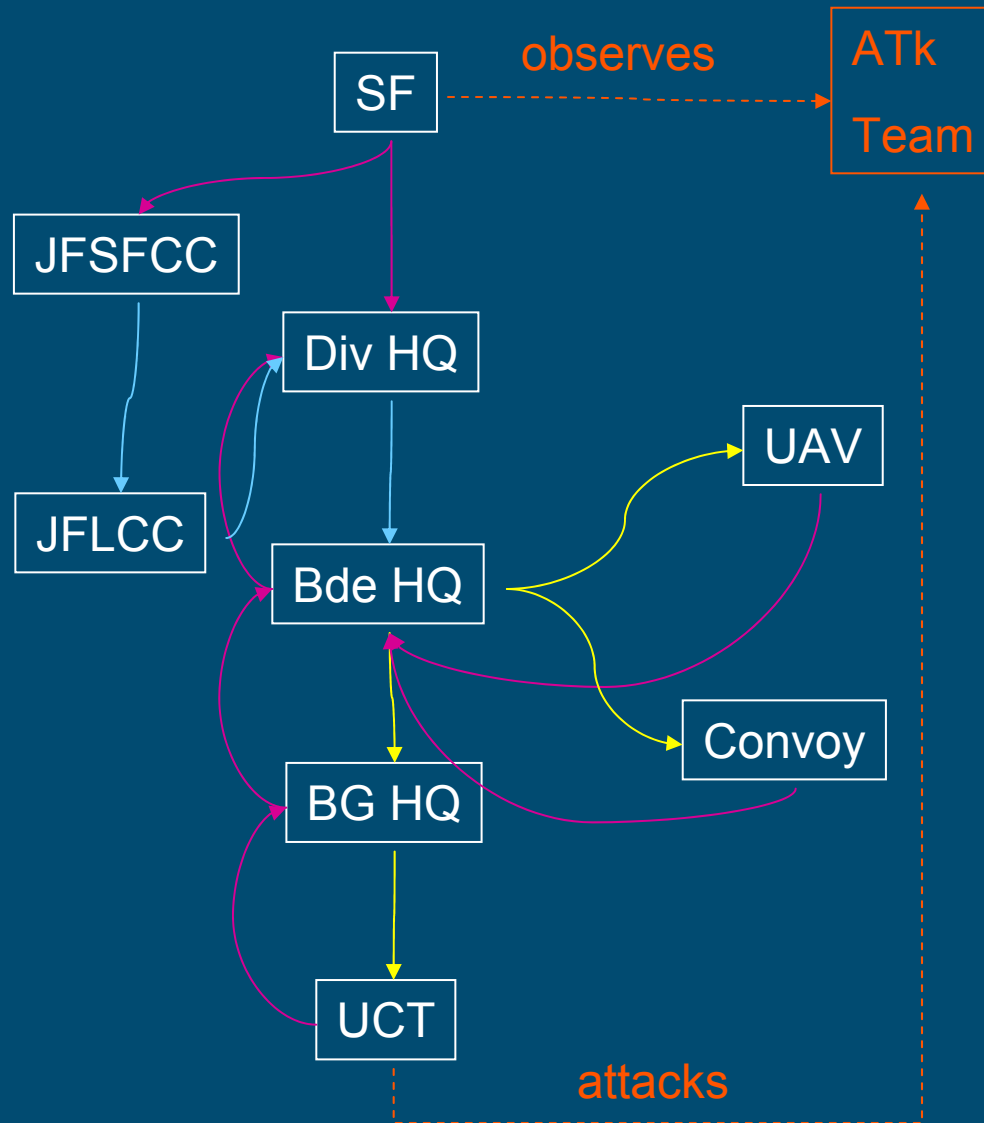 observes
ATk
Team
SF
JFSFCC
Div HQ
UAV
JFLCC
Bde HQ
Convoy
BG HQ
UCT
attacks